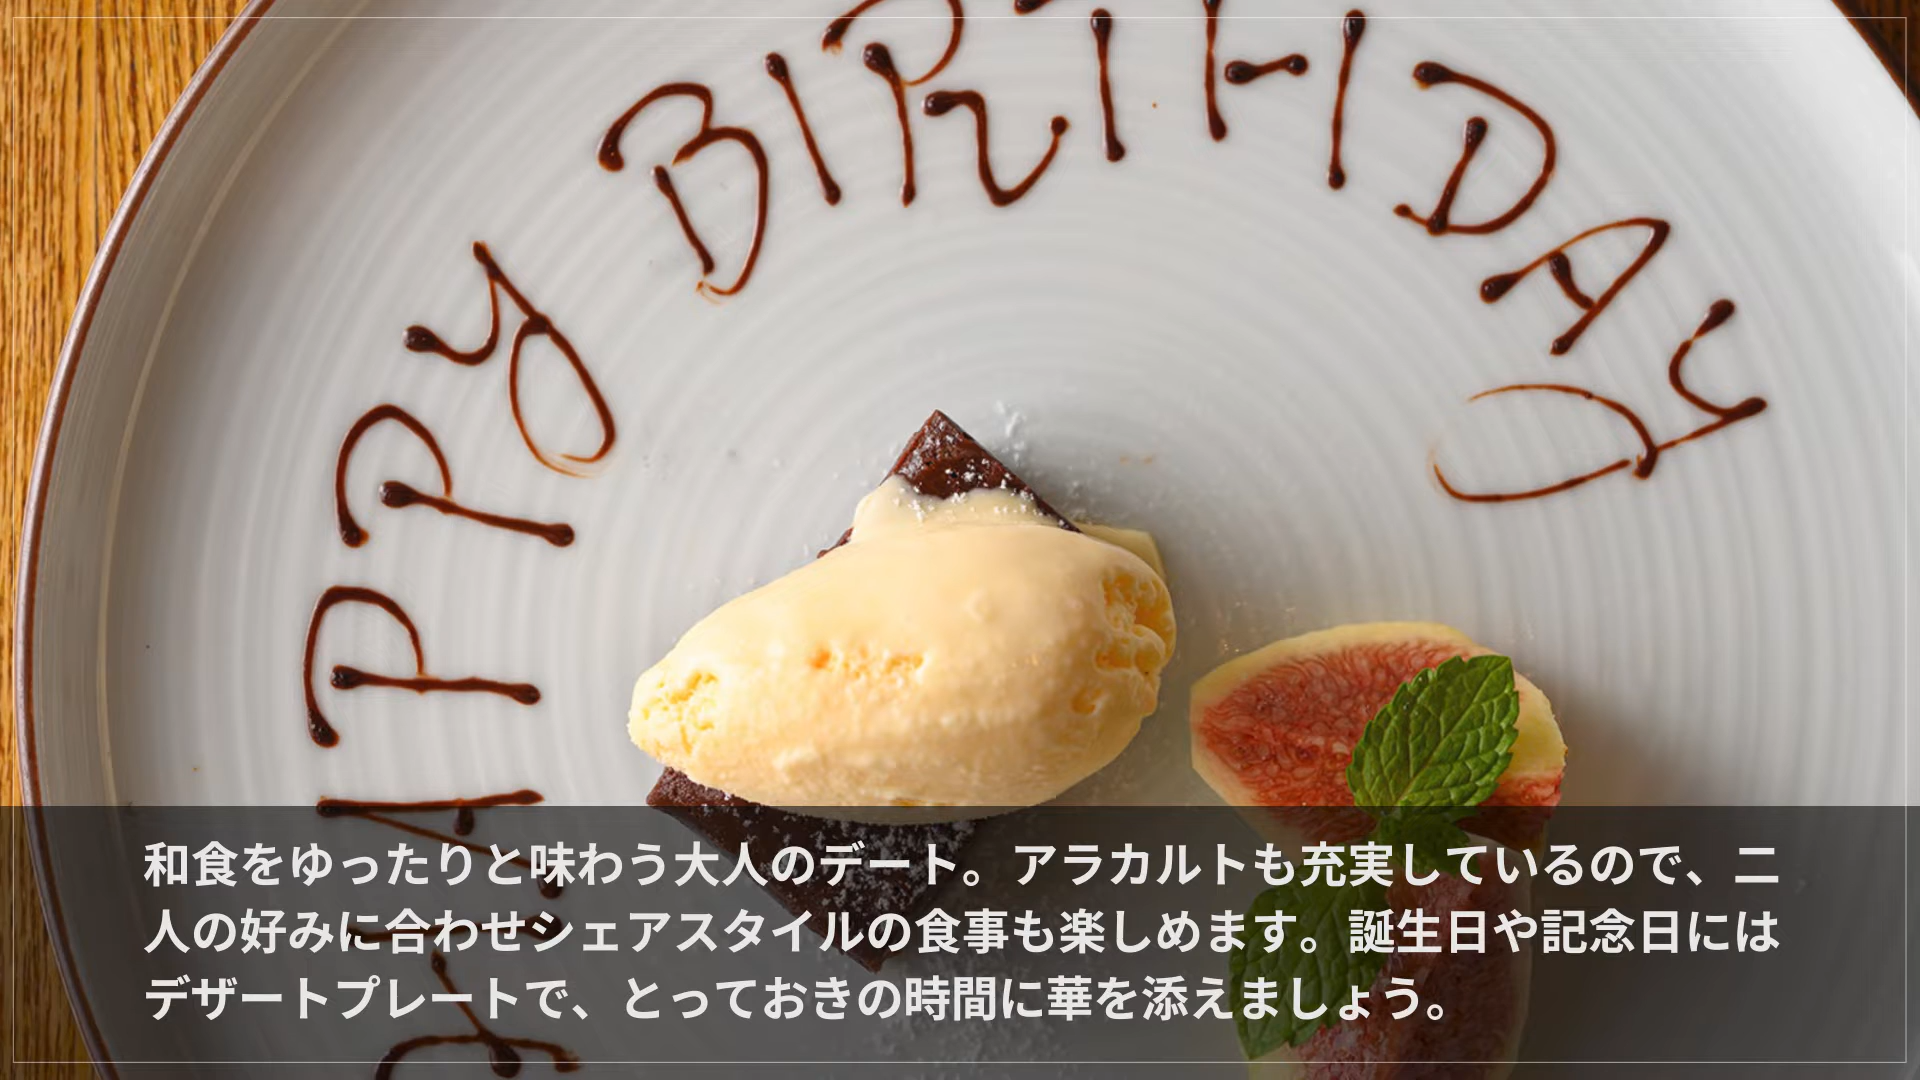 HAPPY BIRTHDAY
和食をゆったりと味わう大人のデート。アラカルトも充実しているので、二
人の好みに合わせシェアスタイルの食事も楽しめます。誕生日や記念日には
デザートプレートで、とっておきの時間に華を添えましょう。